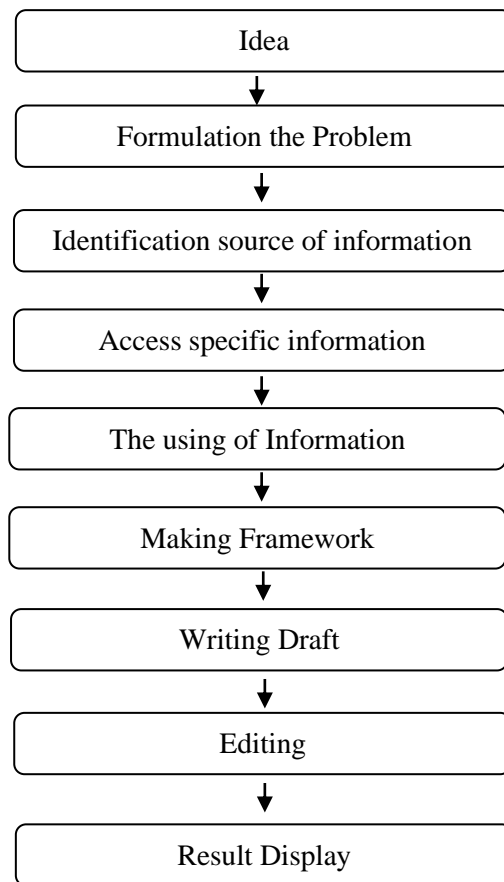 Idea
Formulation the Problem
Identification source of information
Access specific information
The using of Information
Making Framework
Writing Draft
Editing
Result Display